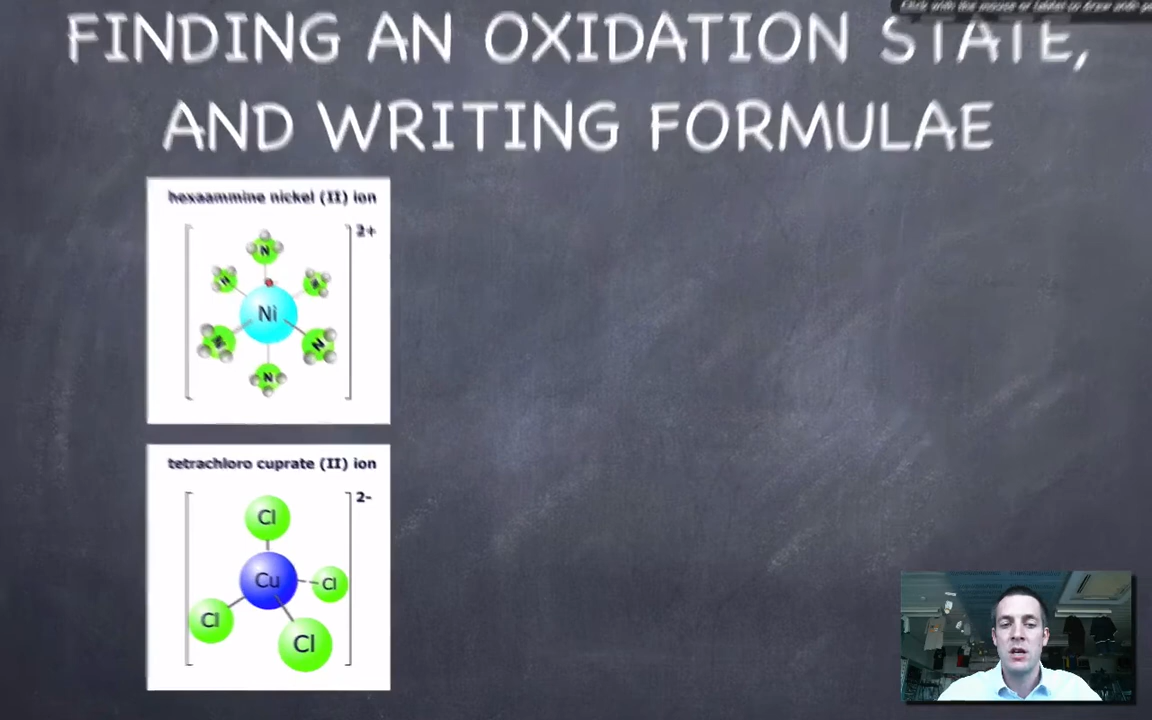 FINDING AN OXIDATION STATE,
AND WRITING FORMULAE
hexaammine nickel (II) ion
2+
N
N
N
Ni
N
N
N
tetrachloro cuprate (II) ion
2-
Cl
Cu
Cl
Cl
Cl